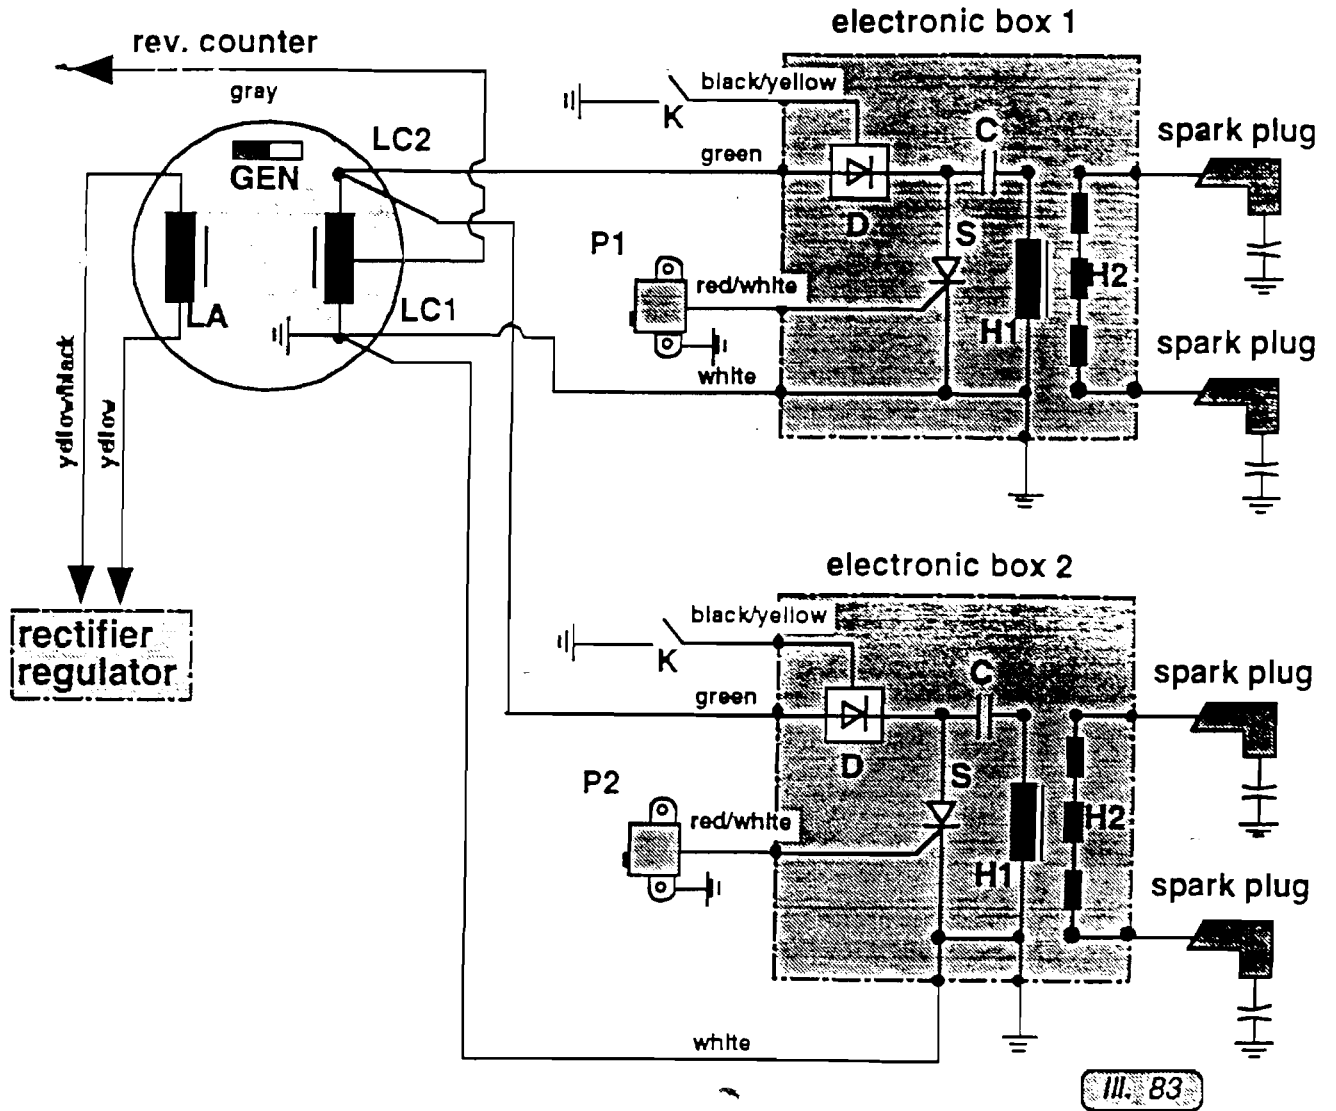 electronic box 1
rev. counter
gray
black/yellow
K
C
spark plug
LC2
green
GEN
D
S
P1
red/white
H2
LC1
LA
H1
spark plug
white
yellow/black
yellow
electronic box 2
rectifier
regulator
black/yellow
K
C
spark plug
green
D
S
P2
red/white
H2
H1
spark plug
white
Ill. 83